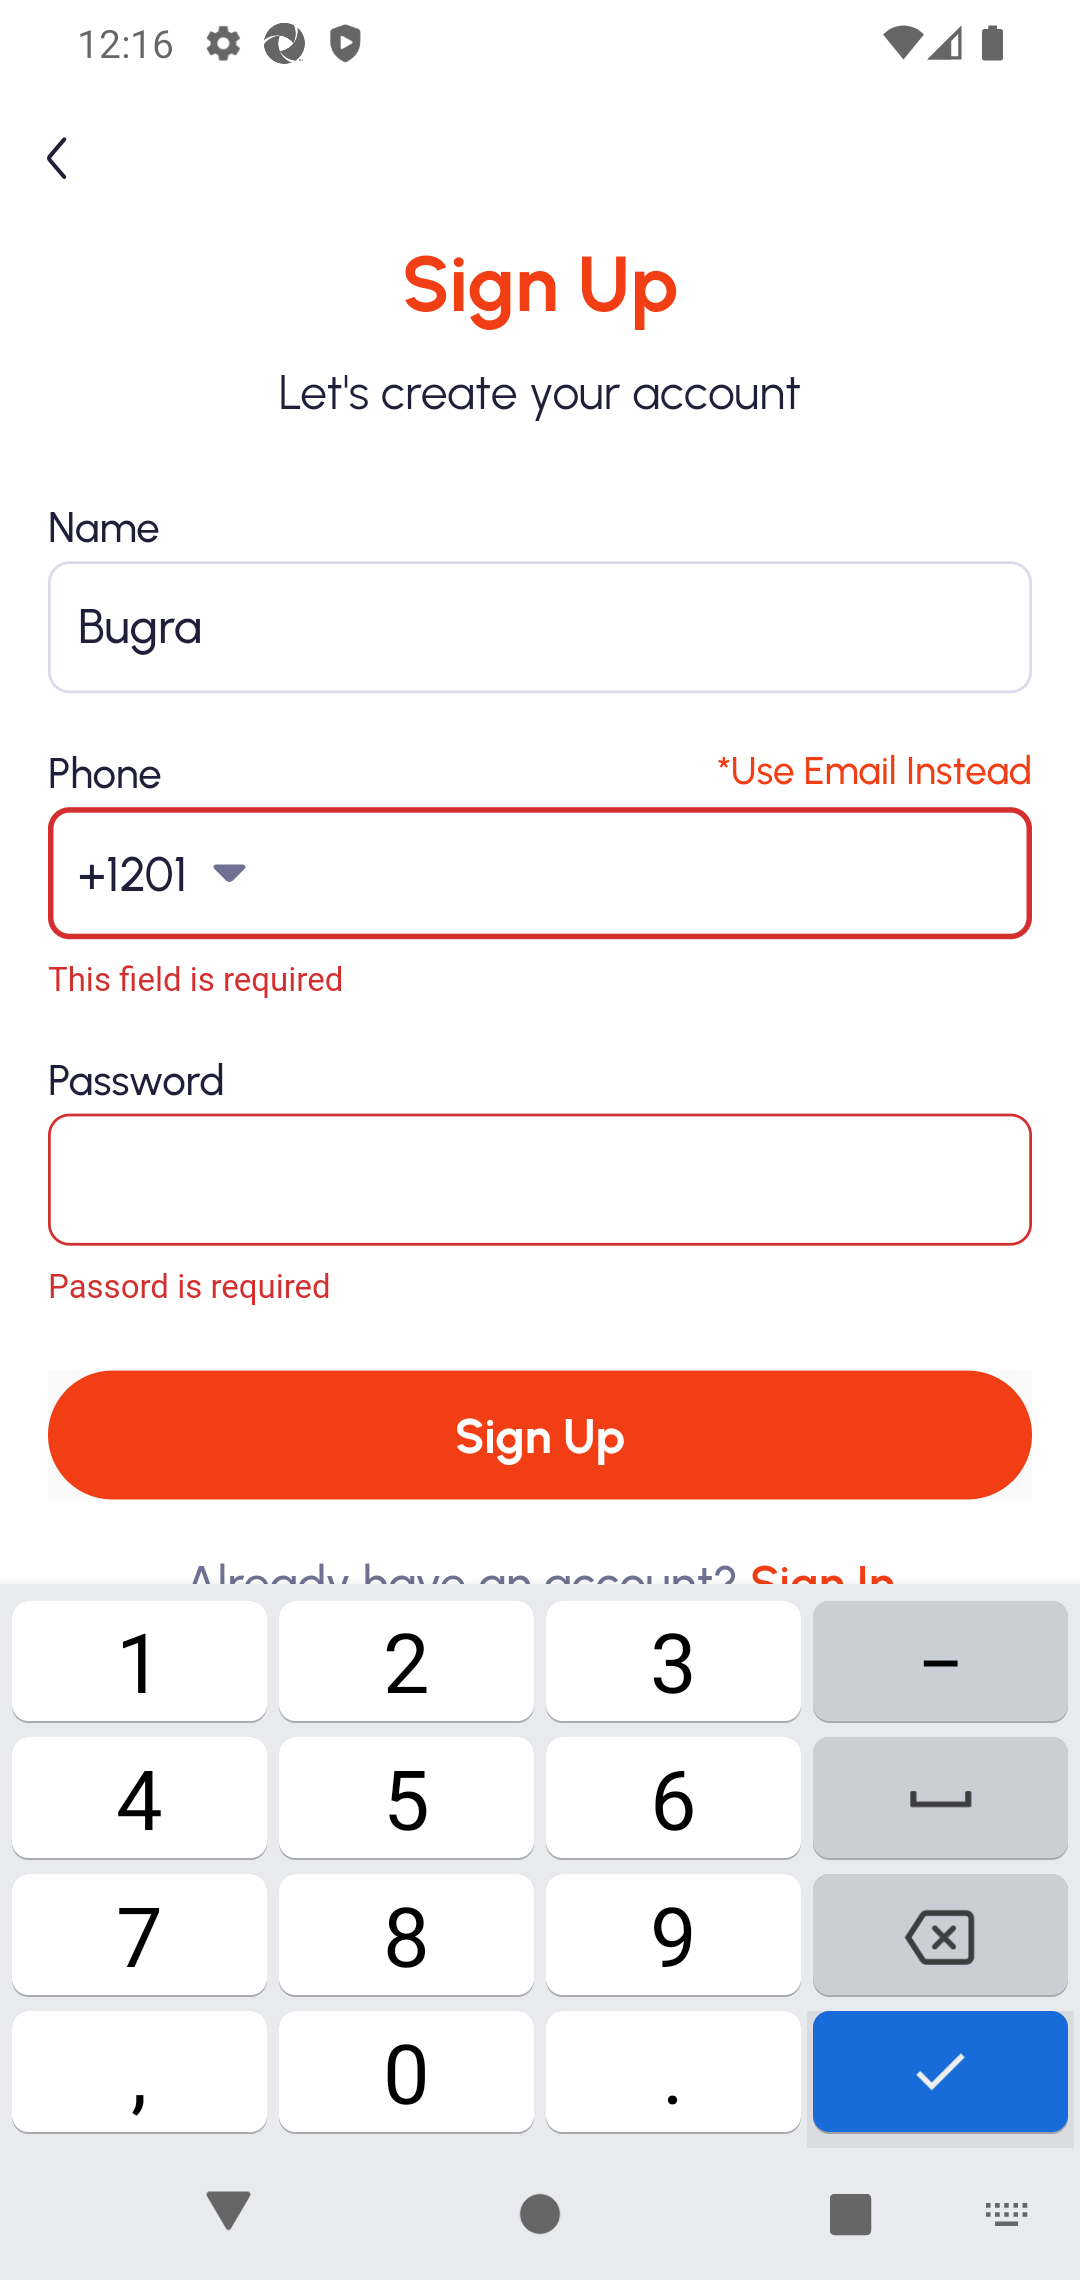 12:16
Sign Up
Let's create your account
Name
Bugra
Phone
*Use Email Instead
+1201
This field is required
Password
Passord is required
Sign Up
Already have an account? Sign In
1 2 3 –
4 5 6
7 8 9
, 0 .